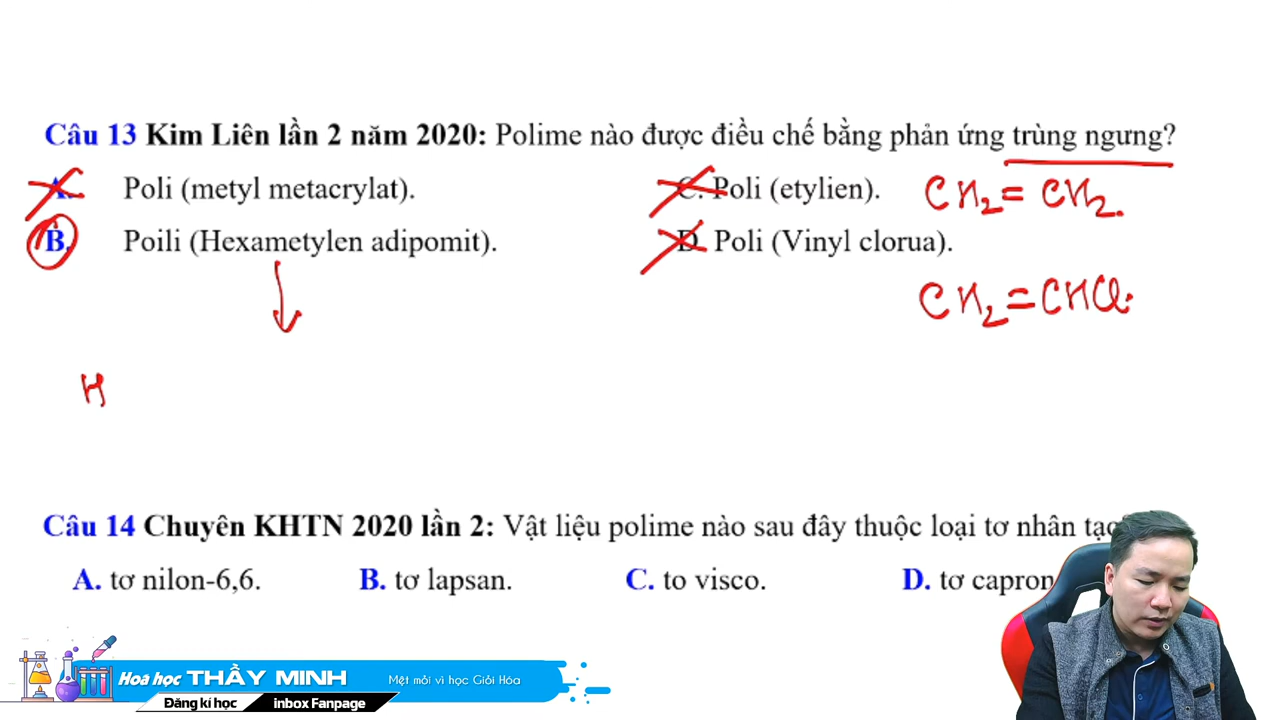 Câu 13 Kim Liên lần 2 năm 2020: Polime nào được điều chế bằng phản ứng trùng ngưng?
A. Poli (metyl metacrylat). C. Poli (etylien). CH2 = CH2.
B. Poili (Hexametylen adipomit). D. Poli (Vinyl clorua).
CH2 = CHCl.
H
Câu 14 Chuyên KHTN 2020 lần 2: Vật liệu polime nào sau đây thuộc loại tơ nhân tạo
A. tơ nilon-6,6. B. tơ lapsan. C. to visco. D. tơ capron
Hoá học THẦY MINH Mệt mỏi vì học Giỏi Hóa
Đăng kí học inbox Fanpage